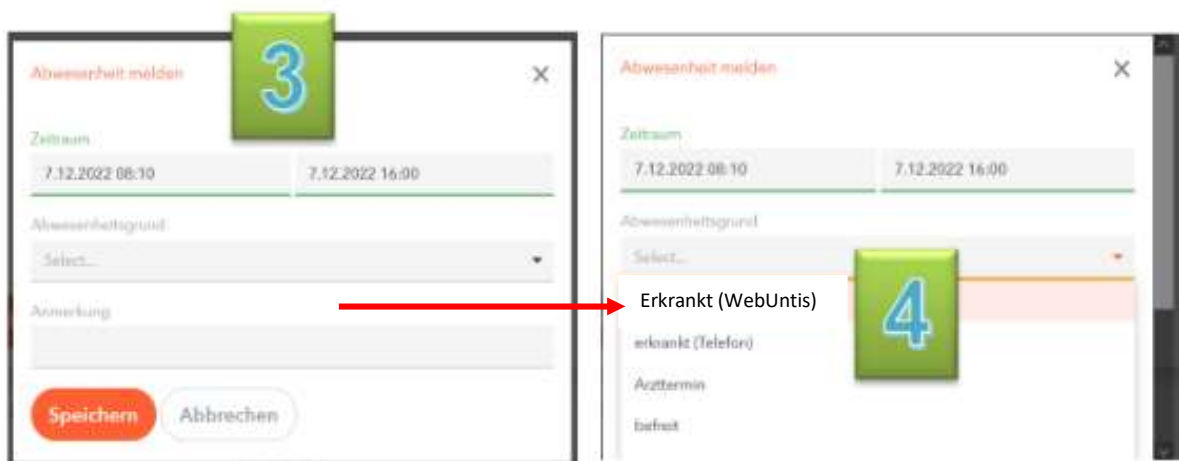 3
Abwesenheit melden
Zeitraum
7.12.2022 08:10
7.12.2022 16:00
Abwesenheitsgrund
Select...
Anmerkung
Speichern
Abbrechen
Abwesenheit melden
Zeitraum
7.12.2022 08:10
7.12.2022 16:00
Abwesenheitsgrund
Select...
4
Erkrankt (WebUntis)
erkrankt (Telefon)
Arzttermin
befreit